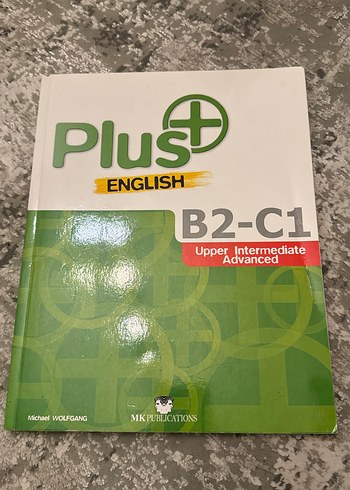 Plus+
ENGLISH
B2-C1
Upper Intermediate
Advanced
Michael WOLFGANG
MK PUBLICATIONS